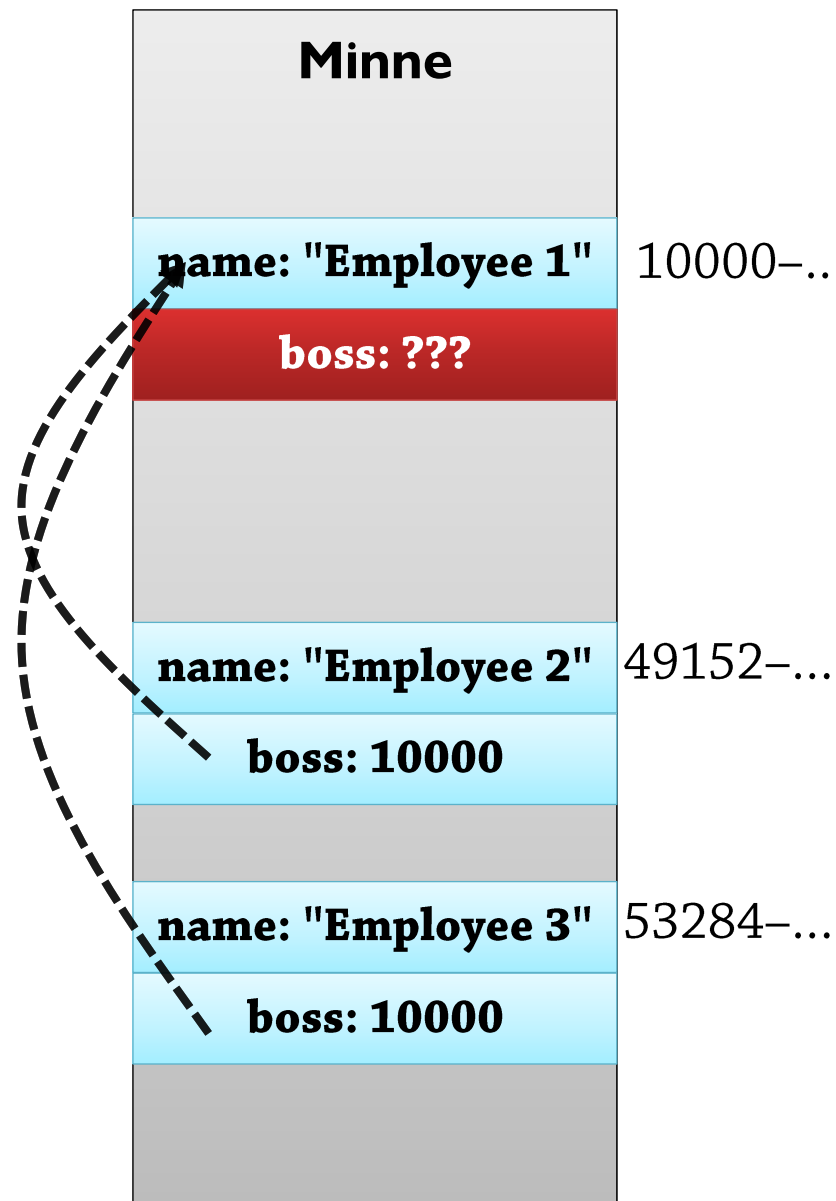 Minne
name: "Employee 1" 10000–..
boss: ???
name: "Employee 2" 49152–...
boss: 10000
name: "Employee 3" 53284–...
boss: 10000